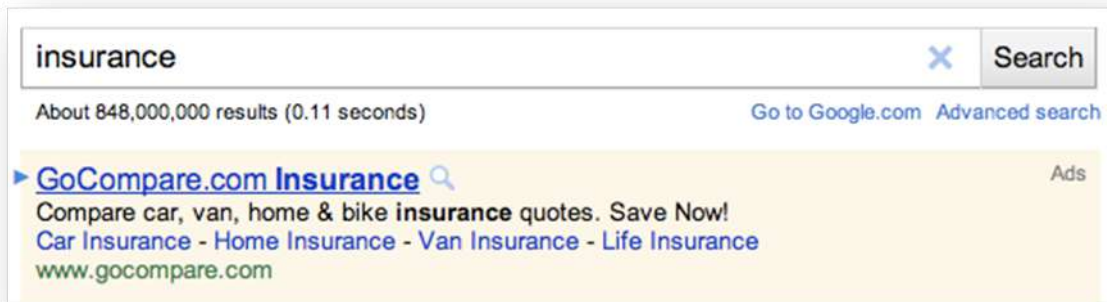 insurance Search
About 848,000,000 results (0.11 seconds) Go to Google.com Advanced search
GoCompare.com Insurance Ads
Compare car, van, home & bike insurance quotes. Save Now!
Car Insurance - Home Insurance - Van Insurance - Life Insurance
www.gocompare.com